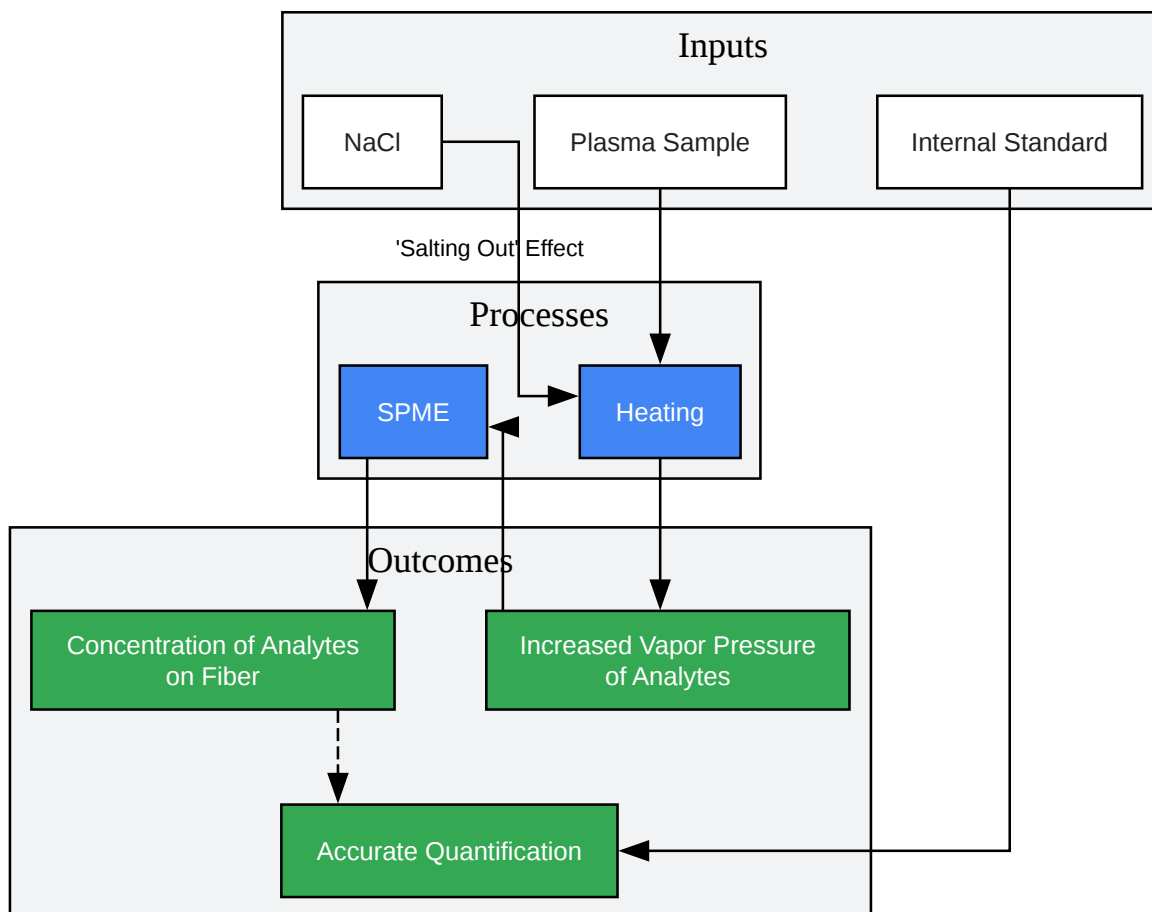 Inputs
NaCl
Plasma Sample
Internal Standard
'Salting Out' Effect
Processes
SPME
Heating
Outcomes
Concentration of Analytes
on Fiber
Increased Vapor Pressure
of Analytes
Accurate Quantification